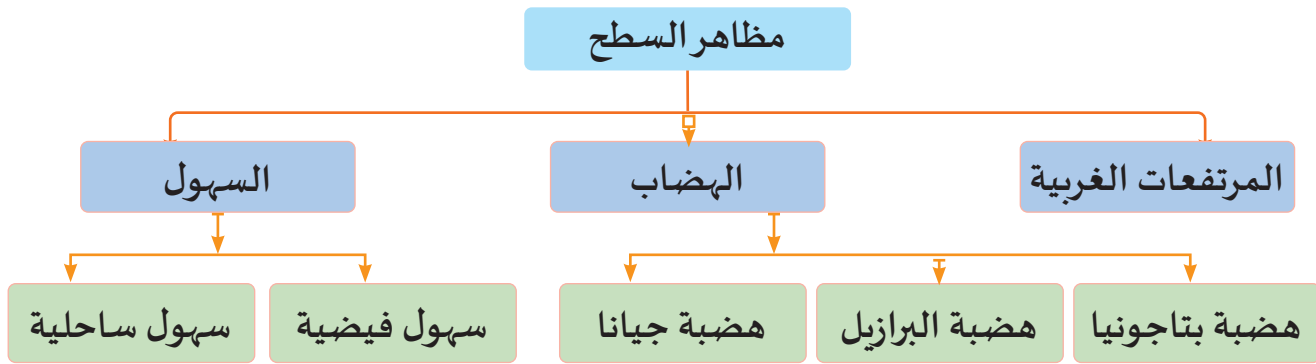 مظاهر السطح
المرتفعات الغربية
الهضاب
السهول
هضبة بتاجونيا
هضبة البرازيل
هضبة جيانا
سهول فيضية
سهول ساحلية